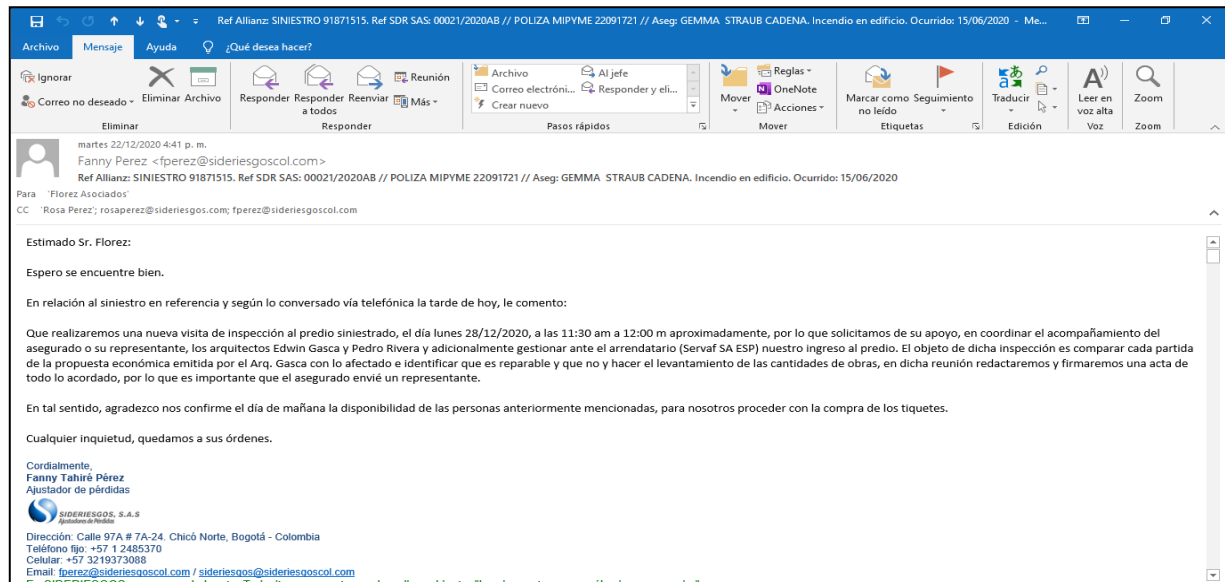 Ref Allianz: SINIESTRO 91871515. Ref SDR SAS: 00021/2020AB // POLIZA MIPYME 22091721 // Aseg: GEMMA  STRAUB CADENA. Incendio en edificio. Ocurrido: 15/06/2020  -  Me...
Archivo Mensaje Ayuda ¿Qué desea hacer?
Ignorar
Correo no deseado
Eliminar Archivo
Responder Responder a todos Reenviar
Reunión
Más
Archivo Al jefe
Correo electróni... Responder y eli...
Crear nuevo
Mover
Reglas
OneNote
Acciones
Marcar como no leído
Seguimiento
Traducir
Leer en voz alta
Zoom
Eliminar Responder Pasos rápidos Mover Etiquetas Edición Voz Zoom
martes 22/12/2020 4:41 p. m.
Fanny Perez <fperez@sideriesgoscol.com>
Ref Allianz: SINIESTRO 91871515. Ref SDR SAS: 00021/2020AB // POLIZA MIPYME 22091721 // Aseg: GEMMA  STRAUB CADENA. Incendio en edificio. Ocurrido: 15/06/2020
Para 'Florez Asociados'
CC 'Rosa Perez'; rosaperez@sideriesgos.com; fperez@sideriesgoscol.com
Estimado Sr. Florez:
Espero se encuentre bien.
En relación al siniestro en referencia y según lo conversado vía telefónica la tarde de hoy, le comento:
Que realizaremos una nueva visita de inspección al predio siniestrado, el día lunes 28/12/2020, a las 11:30 am a 12:00 m aproximadamente, por lo que solicitamos de su apoyo, en coordinar el acompañamiento del
asegurado o su representante, los arquitectos Edwin Gasca y Pedro Rivera y adicionalmente gestionar ante el arrendatario (Servaf SA ESP) nuestro ingreso al predio. El objeto de dicha inspección es comparar cada partida
de la propuesta económica emitida por el Arq. Gasca con lo afectado e identificar que es reparable y que no y hacer el levantamiento de las cantidades de obras, en dicha reunión redactaremos y firmaremos una acta de
todo lo acordado, por lo que es importante que el asegurado envié un representante.
En tal sentido, agradezco nos confirme el día de mañana la disponibilidad de las personas anteriormente mencionadas, para nosotros proceder con la compra de los tiquetes.
Cualquier inquietud, quedamos a sus órdenes.
Cordialmente,
Fanny Tahiré Pérez
Ajustador de pérdidas
SIDERIESGOS, S.A.S
Ajustadores de Pérdidas
Dirección: Calle 97A # 7A-24. Chicó Norte, Bogotá - Colombia
Teléfono fijo: +57 1 2485370
Celular: +57 3219373088
Email: fperez@sideriesgoscol.com / sideriesgos@sideriesgoscol.com